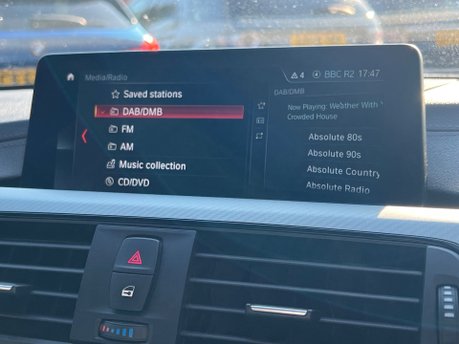 Media/Radio
4 BBC R2 17:47
Saved stations
DAB/DMB
FM
AM
Music collection
CD/DVD
DAB/DMB
Now Playing: Weather With
Crowded House
Absolute 80s
Absolute 90s
Absolute Country
Absolute Radio